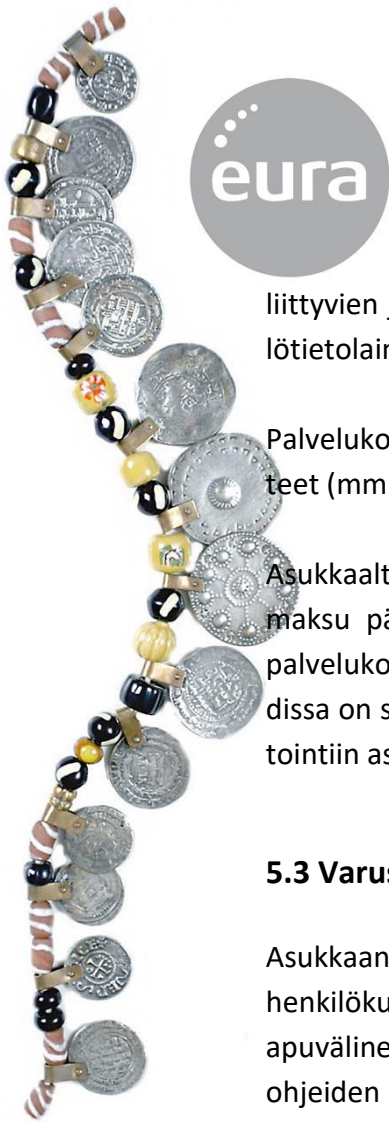 eura
liittyvien
lötietolain
Palveluko
teet (mm
Asukkaalt
maksu pä
palveluko
dissa on s
tointiin as
5.3 Varus
Asukkaan
henkilöku
apuväline
ohjeiden